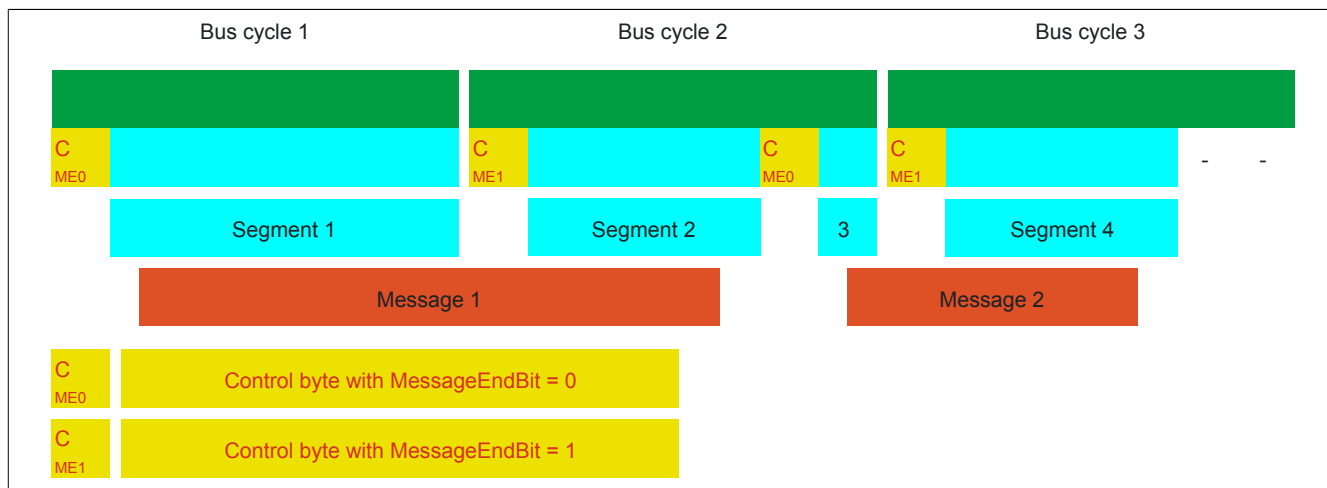 Bus cycle 1 Bus cycle 2 Bus cycle 3
C C C C
ME0 ME1 ME0 ME1 - -
Segment 1 Segment 2 3 Segment 4
Message 1 Message 2
C
ME0
Control byte with MessageEndBit = 0
C
ME1
Control byte with MessageEndBit = 1